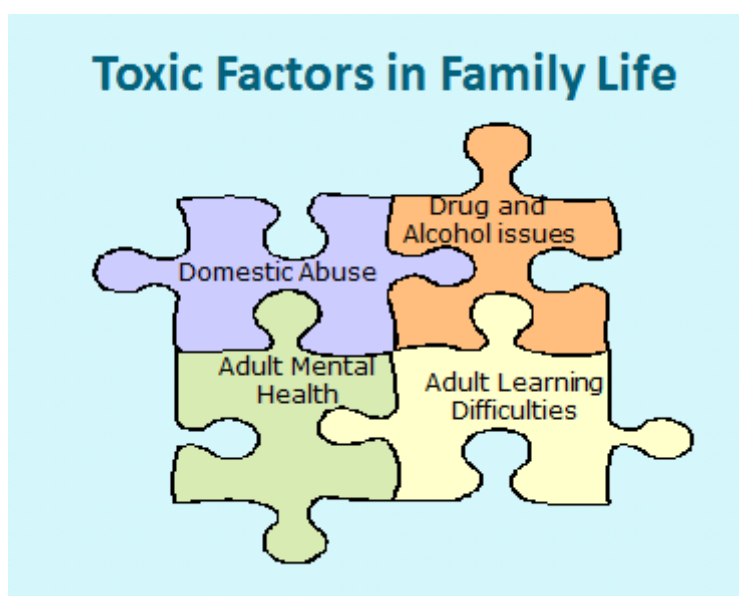 Toxic Factors in Family Life
Drug and
Alcohol issues
Domestic Abuse
Adult Mental
Health
Adult Learning
Difficulties